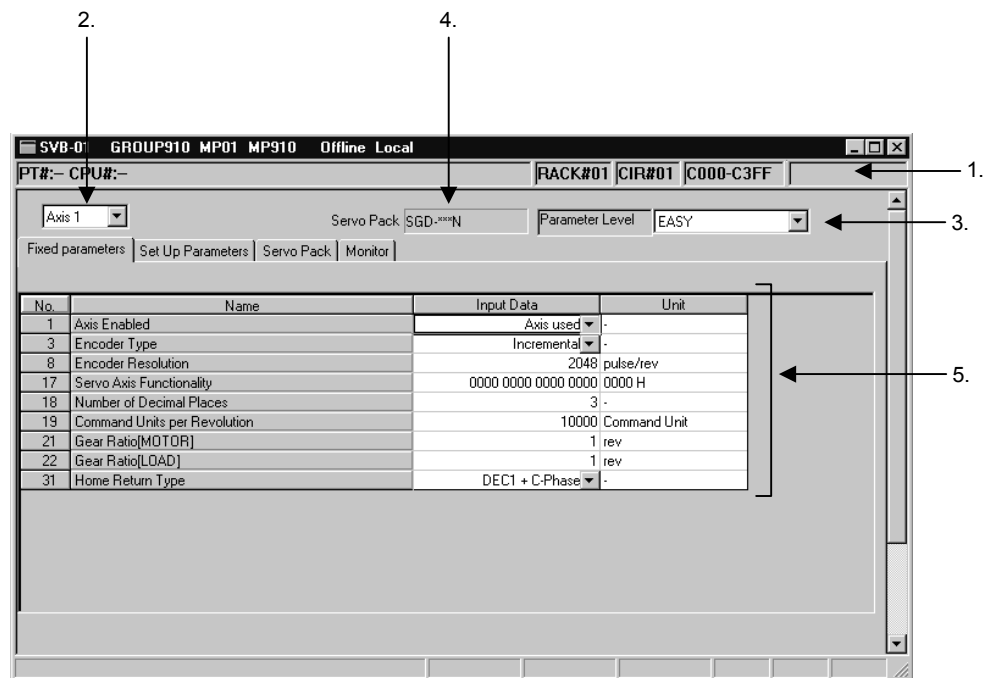 2.
4.
SVB-01 GROUP910 MP01 MP910 Offline Local
PT#:– CPU#:–
RACK#01 CIR#01 C000-C3FF
1.
Axis 1
Servo Pack SGD-***N
Parameter Level EASY
3.
Fixed parameters Set Up Parameters Servo Pack Monitor
No. Name Input Data Unit
1 Axis Enabled Axis used -
3 Encoder Type Incremental -
8 Encoder Resolution 2048 pulse/rev
17 Servo Axis Functionality 0000 0000 0000 0000 0000 H
18 Number of Decimal Places 3 -
19 Command Units per Revolution 10000 Command Unit
21 Gear Ratio[MOTOR] 1 rev
22 Gear Ratio[LOAD] 1 rev
31 Home Return Type DEC1 + C-Phase -
5.